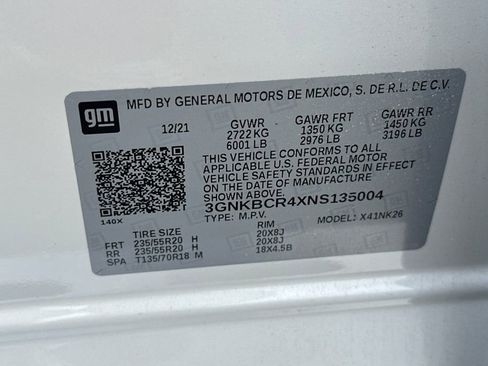 gm
MFD BY GENERAL MOTORS DE MEXICO, S. DE R.L. DE C.V.
12/21 GVWR GAWR FRT GAWR RR
2722 KG 1350 KG 1450 KG
6001 LB 2976 LB 3196 LB
THIS VEHICLE CONFORMS TO ALL
APPLICABLE U.S. FEDERAL MOTOR
VEHICLE SAFETY STANDARDS IN EFFECT
ON THE DATE OF MANUFACTURE
3GNKBCR4XNS135004
140X TYPE: M.P.V. MODEL: X41NK26
TIRE SIZE RIM
FRT 235/55R20 H 20X8J
RR 235/55R20 H 20X8J
SPA T135/70R18 M 18X4.5B